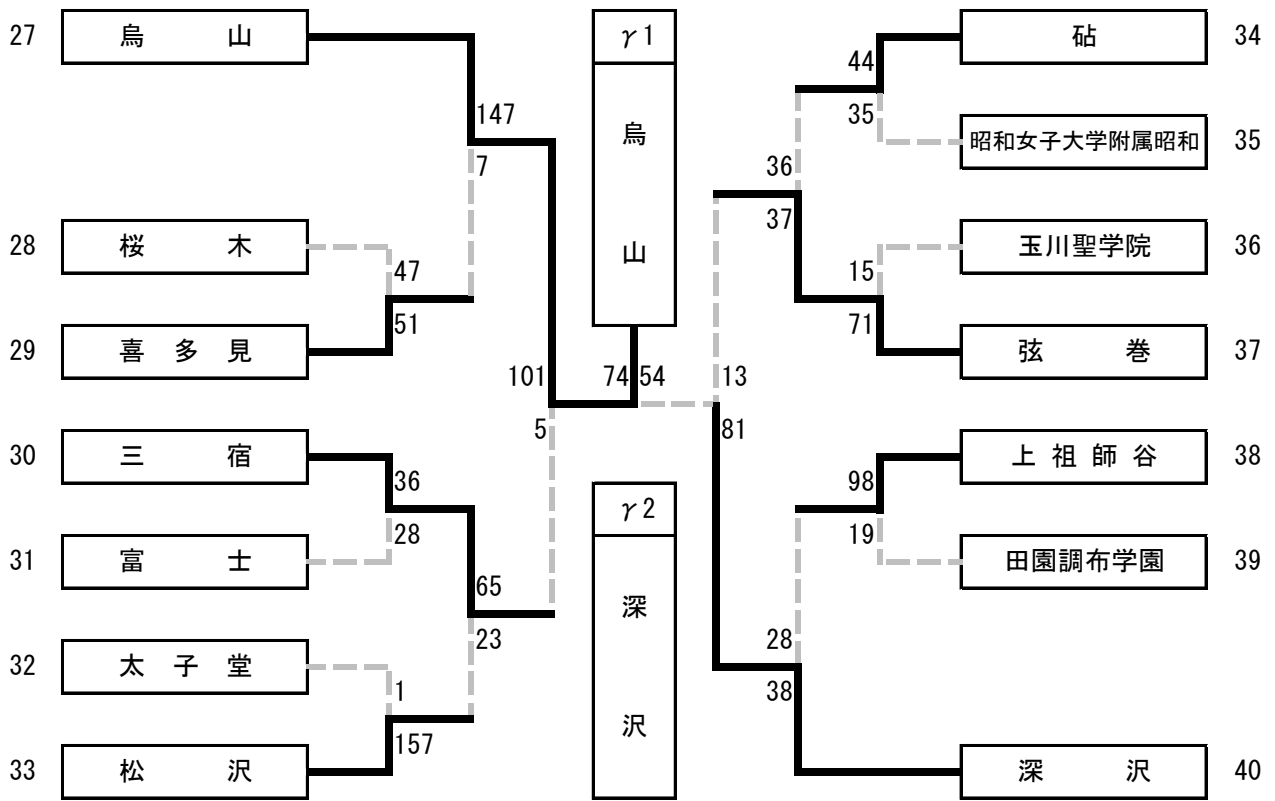 27 烏山
147
7
28 桜木
47
51
29 喜多見
101
5
30 三宿
36
28
31 富士
65
23
32 太子堂
1
157
33 松沢
γ1
烏山
74 54
γ2
深沢
砧 34
44
35
昭和女子大学附属昭和 35
36
37
玉川聖学院 36
15
71
弦巻 37
13
81
上祖師谷 38
98
19
田園調布学園 39
28
38
深沢 40